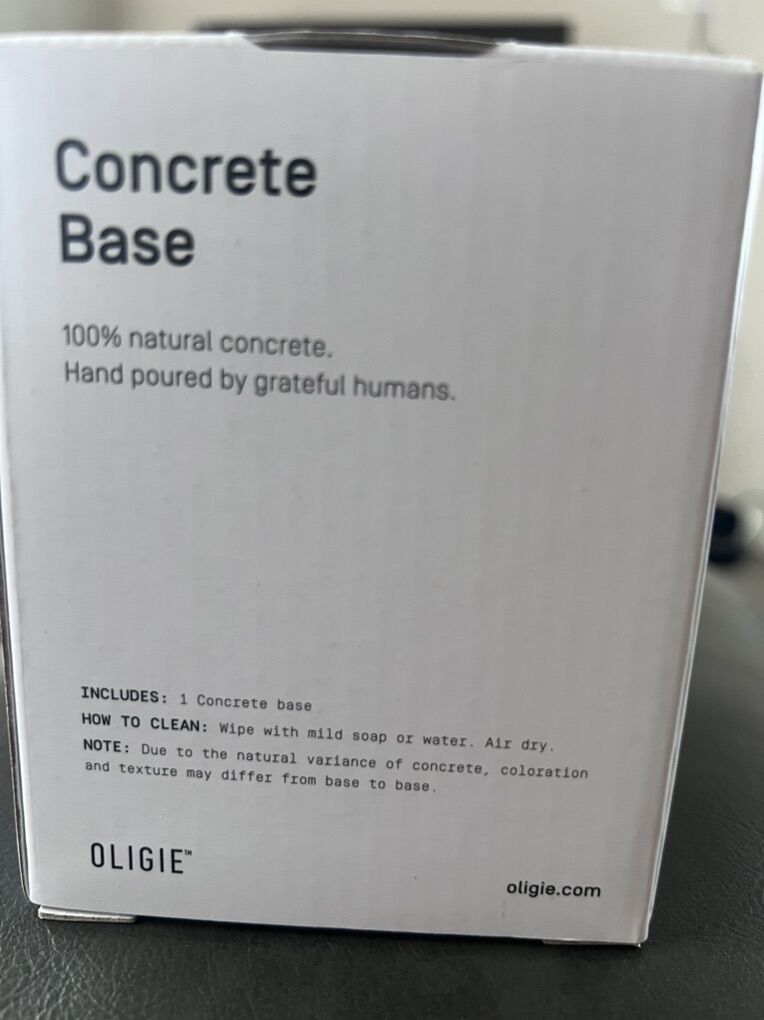 Concrete
Base
100% natural concrete.
Hand poured by grateful humans.
INCLUDES: 1 Concrete base
HOW TO CLEAN: Wipe with mild soap or water. Air dry.
NOTE: Due to the natural variance of concrete, coloration
and texture may differ from base to base.
OLIGIE™
oligie.com